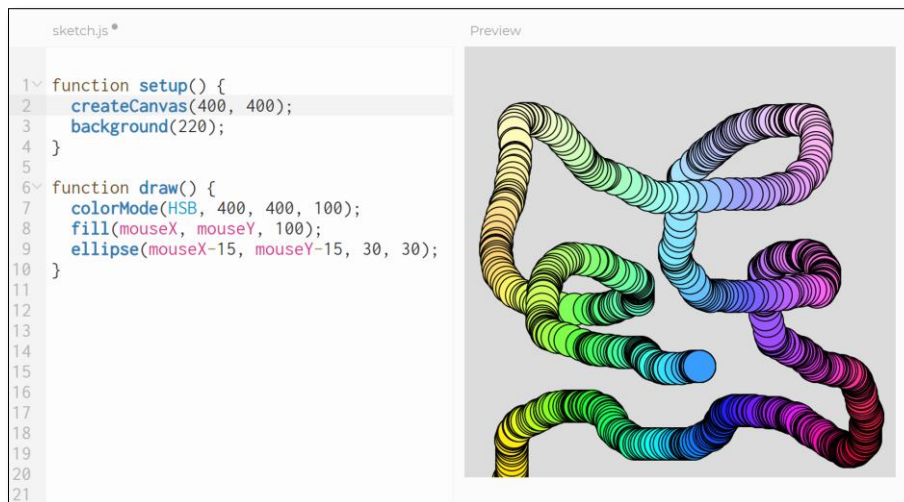 sketch.js
Preview
1 function setup() {
2   createCanvas(400, 400);
3   background(220);
4 }
5
6 function draw() {
7   colorMode(HSB, 400, 400, 100);
8   fill(mouseX, mouseY, 100);
9   ellipse(mouseX-15, mouseY-15, 30, 30);
10 }
11
12
13
14
15
16
17
18
19
20
21